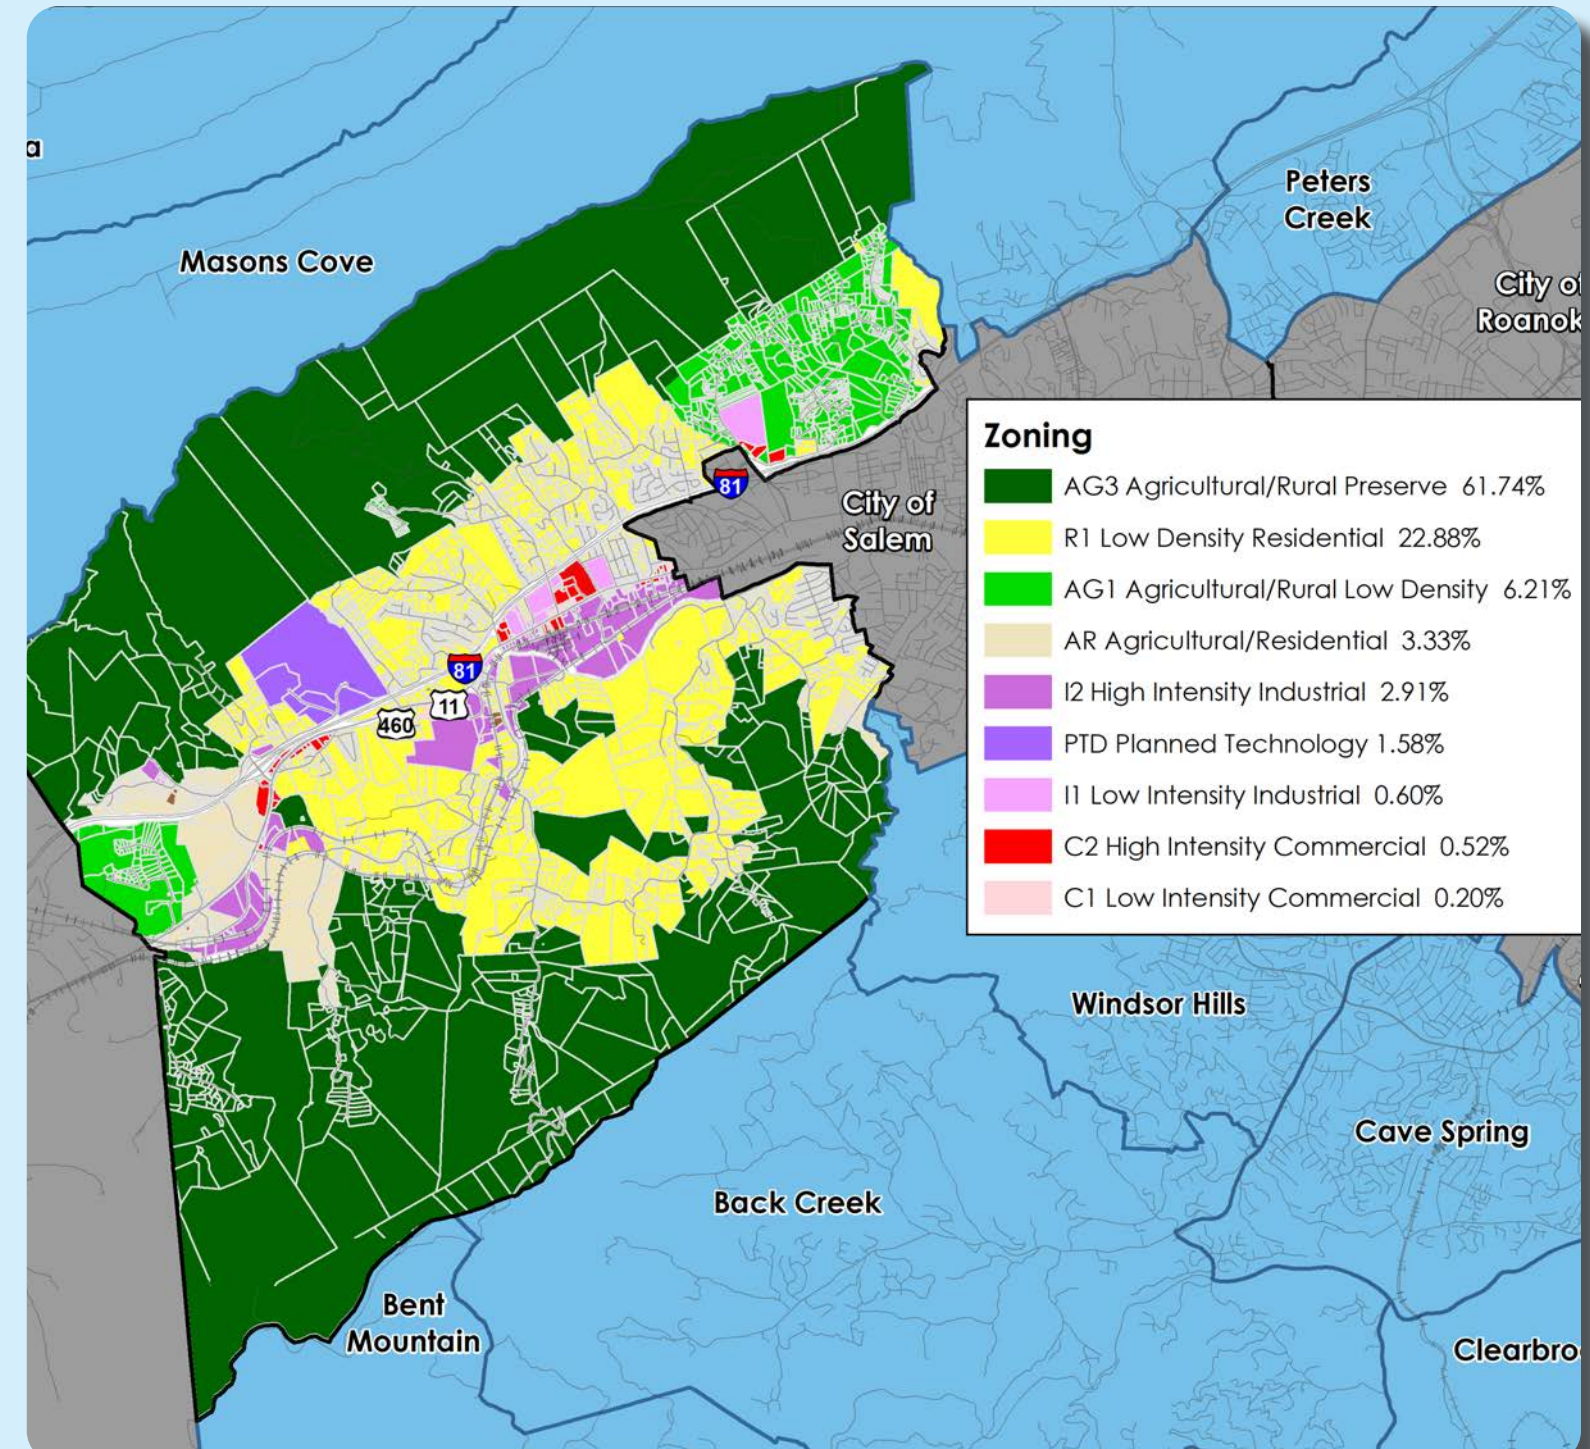 a
Masons Cove
Peters
Creek
City of
Roanok
Zoning
AG3 Agricultural/Rural Preserve 61.74%
R1 Low Density Residential 22.88%
AG1 Agricultural/Rural Low Density 6.21%
AR Agricultural/Residential 3.33%
I2 High Intensity Industrial 2.91%
PTD Planned Technology 1.58%
I1 Low Intensity Industrial 0.60%
C2 High Intensity Commercial 0.52%
C1 Low Intensity Commercial 0.20%
81
City of
Salem
81
11
460
Windsor Hills
Cave Spring
Back Creek
Bent
Mountain
Clearbro